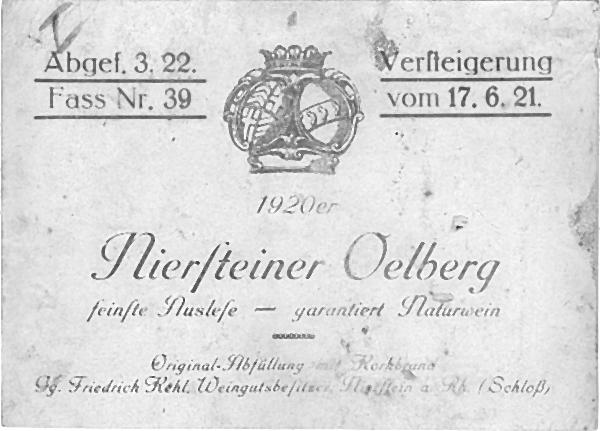 Abgef. 3. 22.
Fass Nr. 39
Versteigerung
vom 17. 6. 21.
1920er
Niersteiner Oelberg
feinste Auslese — garantiert Naturwein
Original-Abfüllung mit Korkbrand
Gg. Friedrich Kehl, Weingutsbesitzer, Nierstein a. Rh. (Schloß)